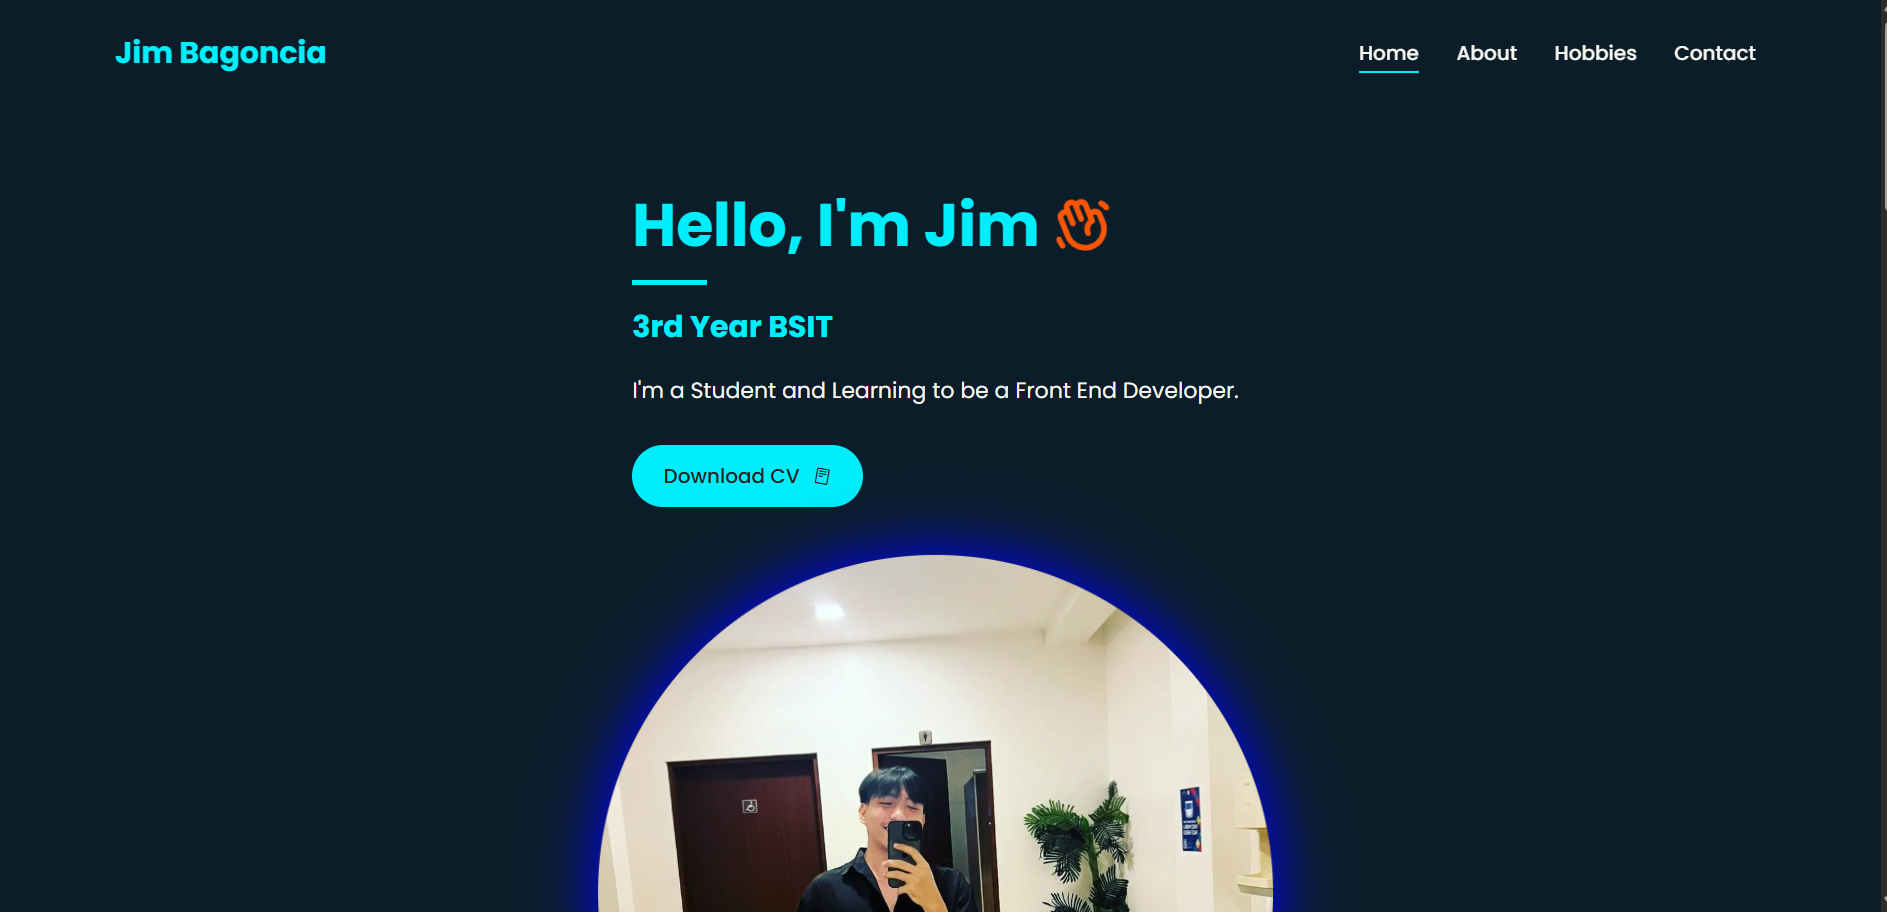 Jim Bagoncia
Home About Hobbies Contact
Hello, I'm Jim
3rd Year BSIT
I'm a Student and Learning to be a Front End Developer.
Download CV